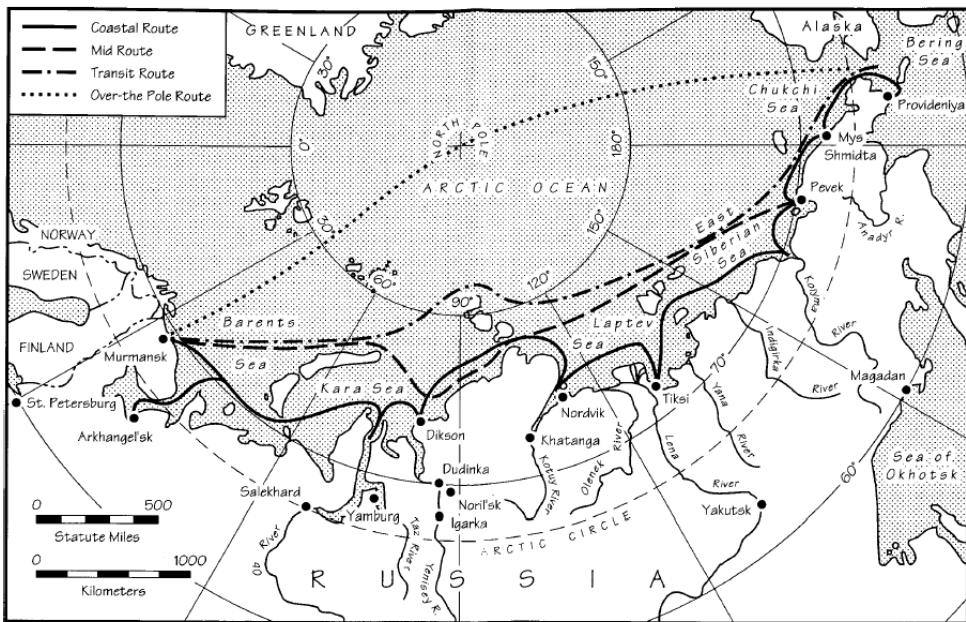 Coastal Route
Mid Route
Transit Route
Over-the Pole Route
GREENLAND
Alaska
Bering
Sea
Chukchi
Sea
Provideniya
Mys
Shmidta
Pevek
Anadyr R.
30°
0°
30°
60°
90°
120°
150°
180°
150°
NORTH POLE
ARCTIC OCEAN
East
Siberian
Sea
NORWAY
SWEDEN
FINLAND
Murmansk
Barents
Sea
Kara Sea
Laptev
Sea
St. Petersburg
Arkhangel'sk
Dikson
Nordvik
Khatanga
Tiksi
70°
Kolyma
River
Indigirka
River
Yana
River
Magadan
Sea of
Okhotsk
60°
Lena
River
Yakutsk
Olenek
River
Kotuy River
Dudinka
Noril'sk
Igarka
Salekhard
Yamburg
River
40
Taz River
Yenisey R.
ARCTIC CIRCLE
RUSSIA
0 500
Statute Miles
0 1000
Kilometers